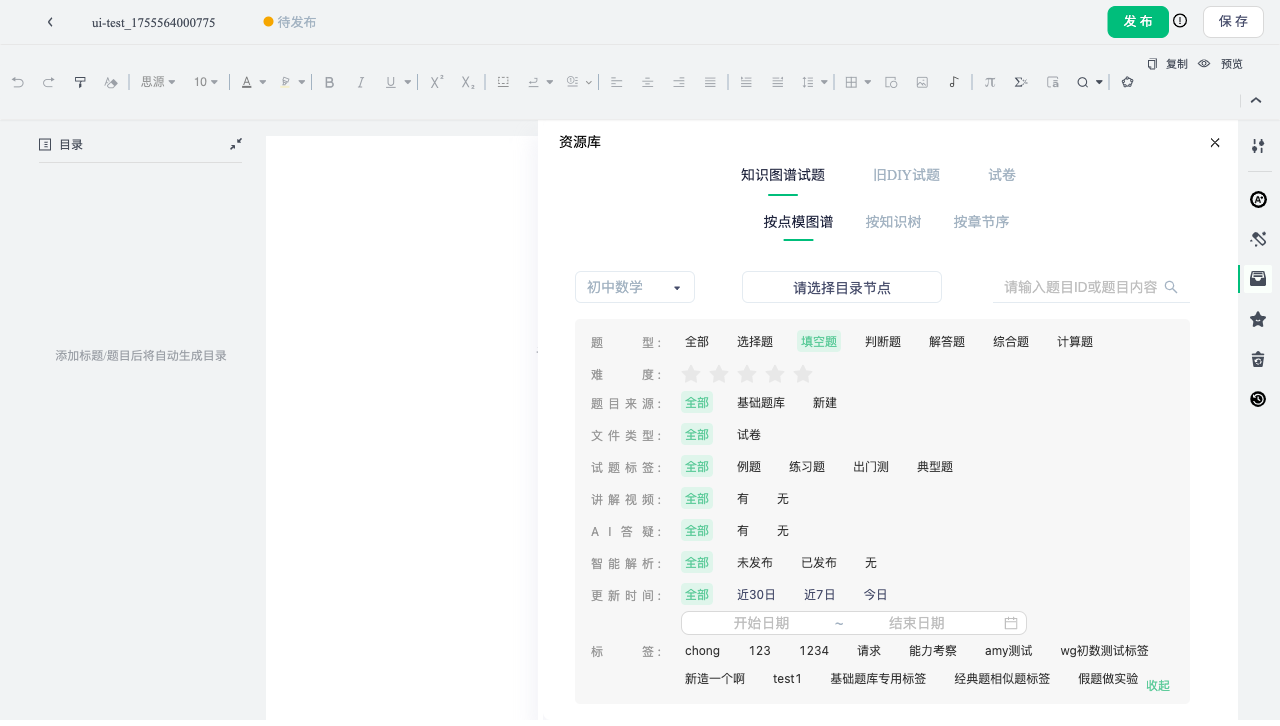 ui-test_1755564000775 待发布 发 布 保 存
复制 预览
思源 10
目录
资源库
知识图谱试题 旧DIY试题 试卷
按点模图谱 按知识树 按章节序
初中数学 请选择目录节点 请输入题目ID或题目内容
题型: 全部 选择题 填空题 判断题 解答题 综合题 计算题
添加标题/题目后将自动生成目录
难度:
题目来源: 全部 基础题库 新建
文件类型: 全部 试卷
试题标签: 全部 例题 练习题 出门测 典型题
讲解视频: 全部 有 无
AI答疑: 全部 有 无
智能解析: 全部 未发布 已发布 无
更新时间: 全部 近30日 近7日 今日
开始日期 ~ 结束日期
标签: chong 123 1234 请求 能力考察 amy测试 wg初数测试标签
新造一个啊 test1 基础题库专用标签 经典题相似题标签 假题做实验 收起